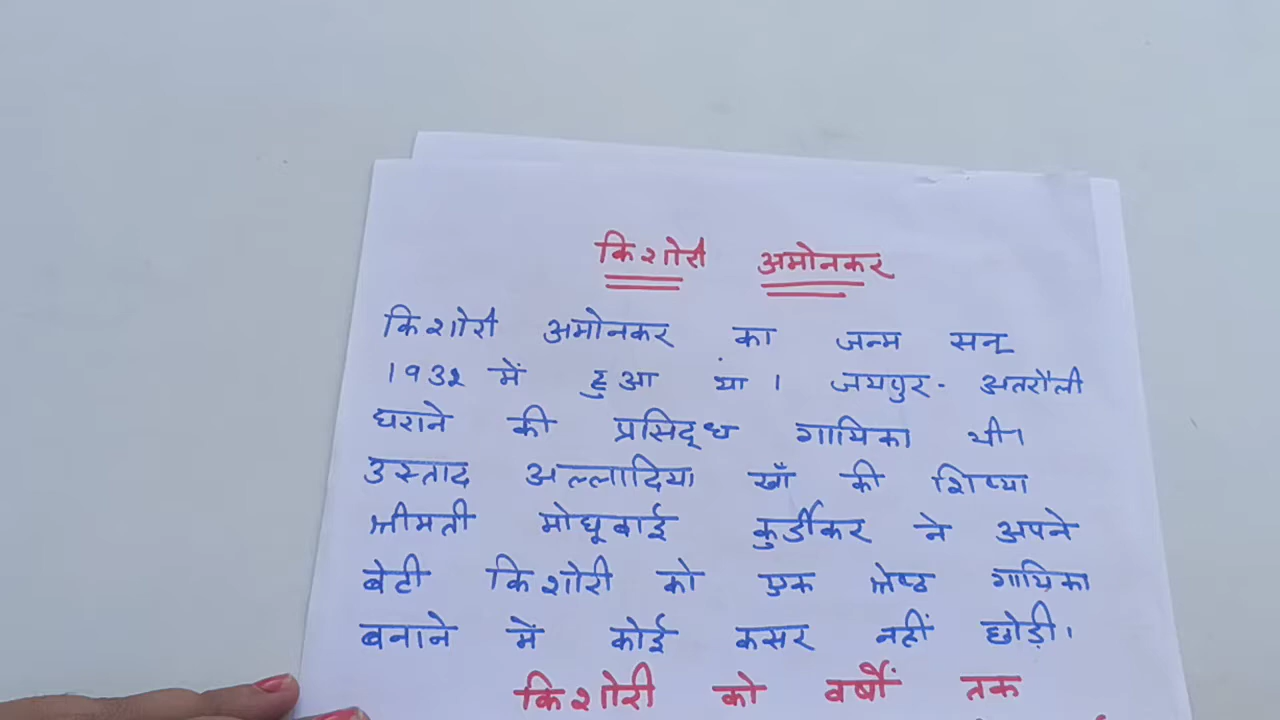 किशोरी अमोनकर
किशोरी अमोनकर का जन्म सन्
1932 में हुआ था। जयपुर- अतरौली
घराने की प्रसिद्ध गायिका थी।
उस्ताद अल्लादिया खाँ की शिष्या
श्रीमती मोघूबाई कुर्डीकर ने अपने
बेटी किशोरी को एक श्रेष्ठ गायिका
बनाने में कोई कसर नहीं छोड़ी।
किशोरी को वर्षों तक